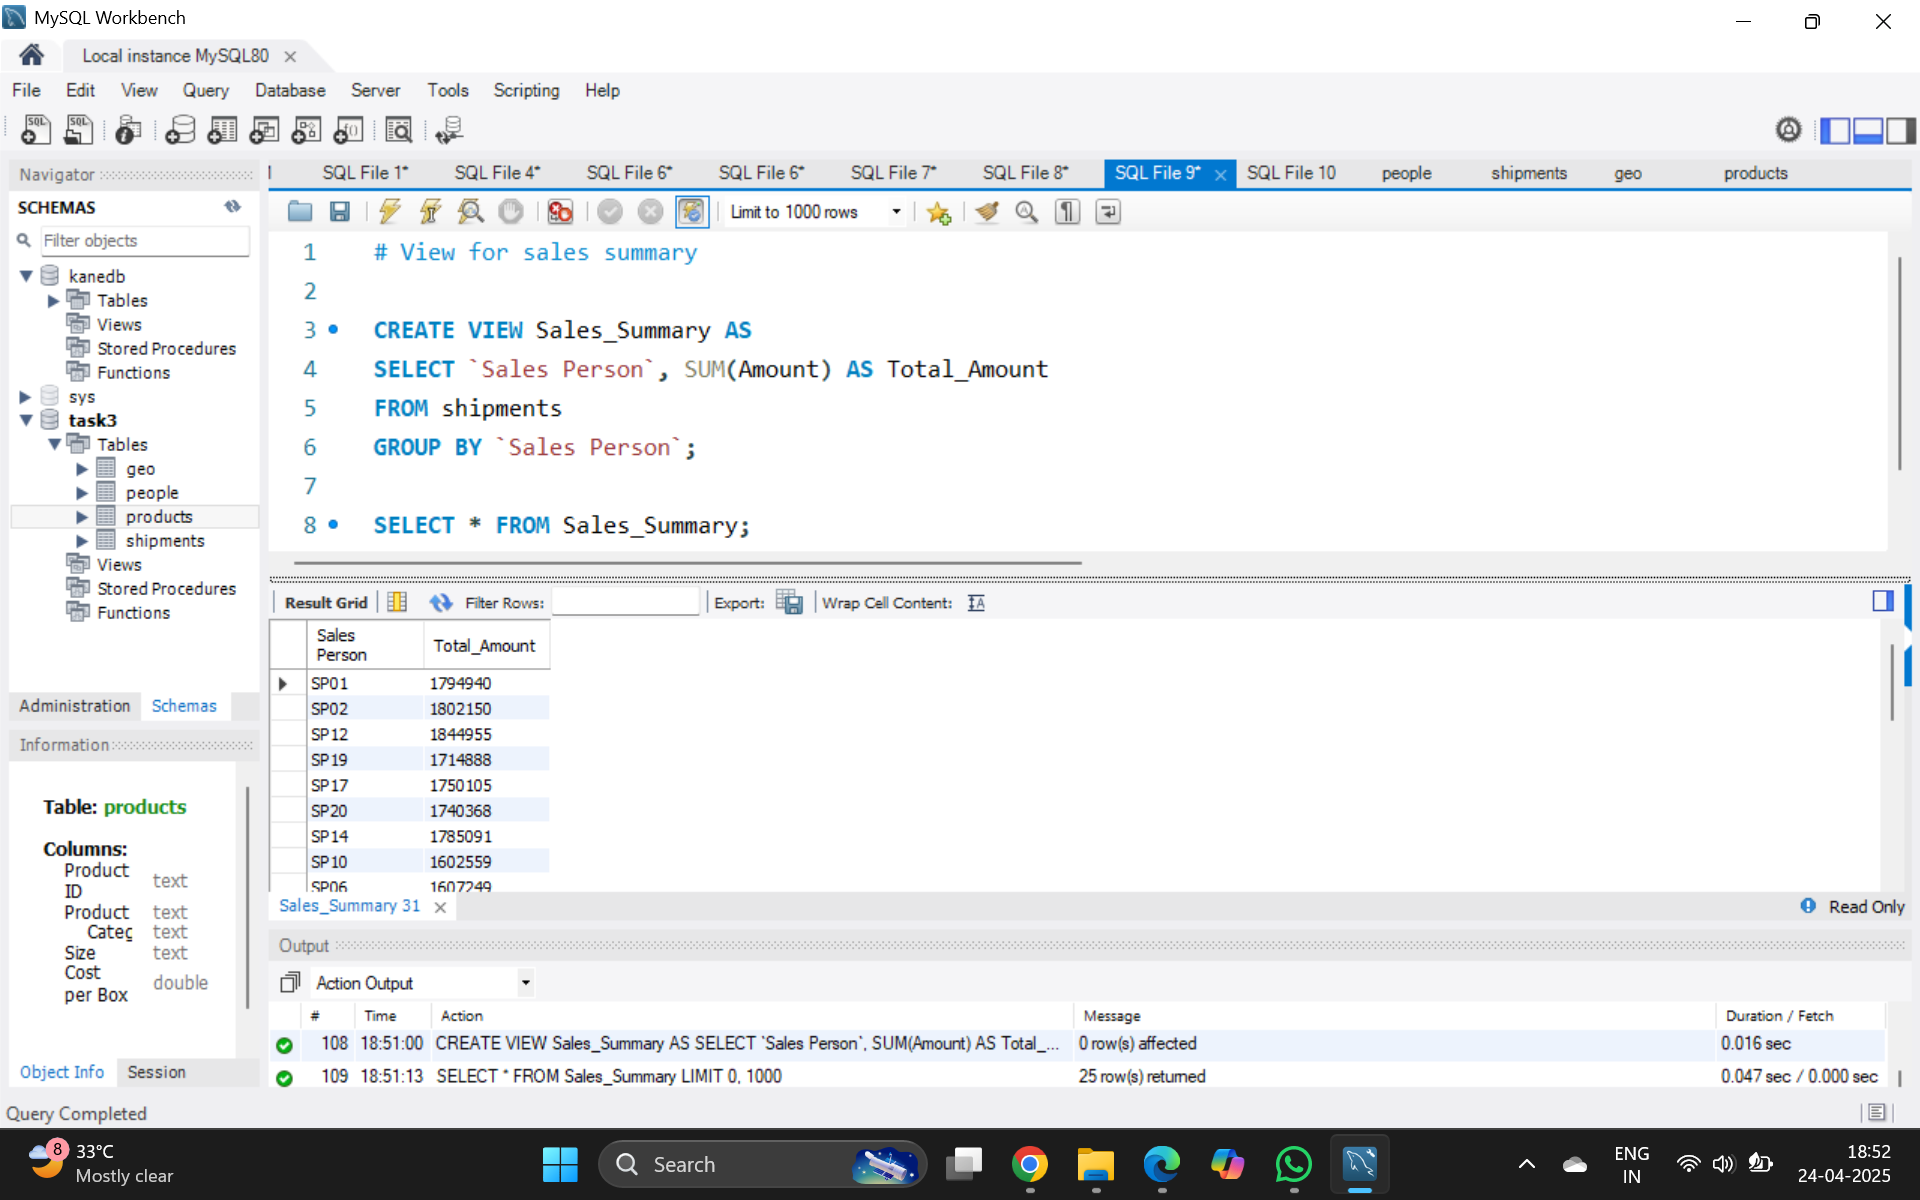 MySQL Workbench
Local instance MySQL80
File Edit View Query Database Server Tools Scripting Help
Navigator
SCHEMAS
Filter objects
kanedb
Tables
Views
Stored Procedures
Functions
sys
task3
Tables
geo
people
products
shipments
Views
Stored Procedures
Functions
Administration Schemas
Information
Table: products
Columns:
Product ID text
Product text
Categ text
Size text
Cost per Box double
Object Info Session
SQL File 1* SQL File 4* SQL File 6* SQL File 6* SQL File 7* SQL File 8* SQL File 9* SQL File 10 people shipments geo products
Limit to 1000 rows
1 # View for sales summary
2
3 CREATE VIEW Sales_Summary AS
4 SELECT `Sales Person`, SUM(Amount) AS Total_Amount
5 FROM shipments
6 GROUP BY `Sales Person`;
7
8 SELECT * FROM Sales_Summary;
Result Grid Filter Rows: Export: Wrap Cell Content:
Sales Person Total_Amount
SP01 1794940
SP02 1802150
SP12 1844955
SP19 1714888
SP17 1750105
SP20 1740368
SP14 1785091
SP10 1602559
SP06 1607249
Sales_Summary 31
Read Only
Output
Action Output
# Time Action Message Duration / Fetch
108 18:51:00 CREATE VIEW Sales_Summary AS SELECT `Sales Person`, SUM(Amount) AS Total_... 0 row(s) affected 0.016 sec
109 18:51:13 SELECT * FROM Sales_Summary LIMIT 0, 1000 25 row(s) returned 0.047 sec / 0.000 sec
Query Completed
8
33°C
Mostly clear
Search
ENG
IN
18:52
24-04-2025